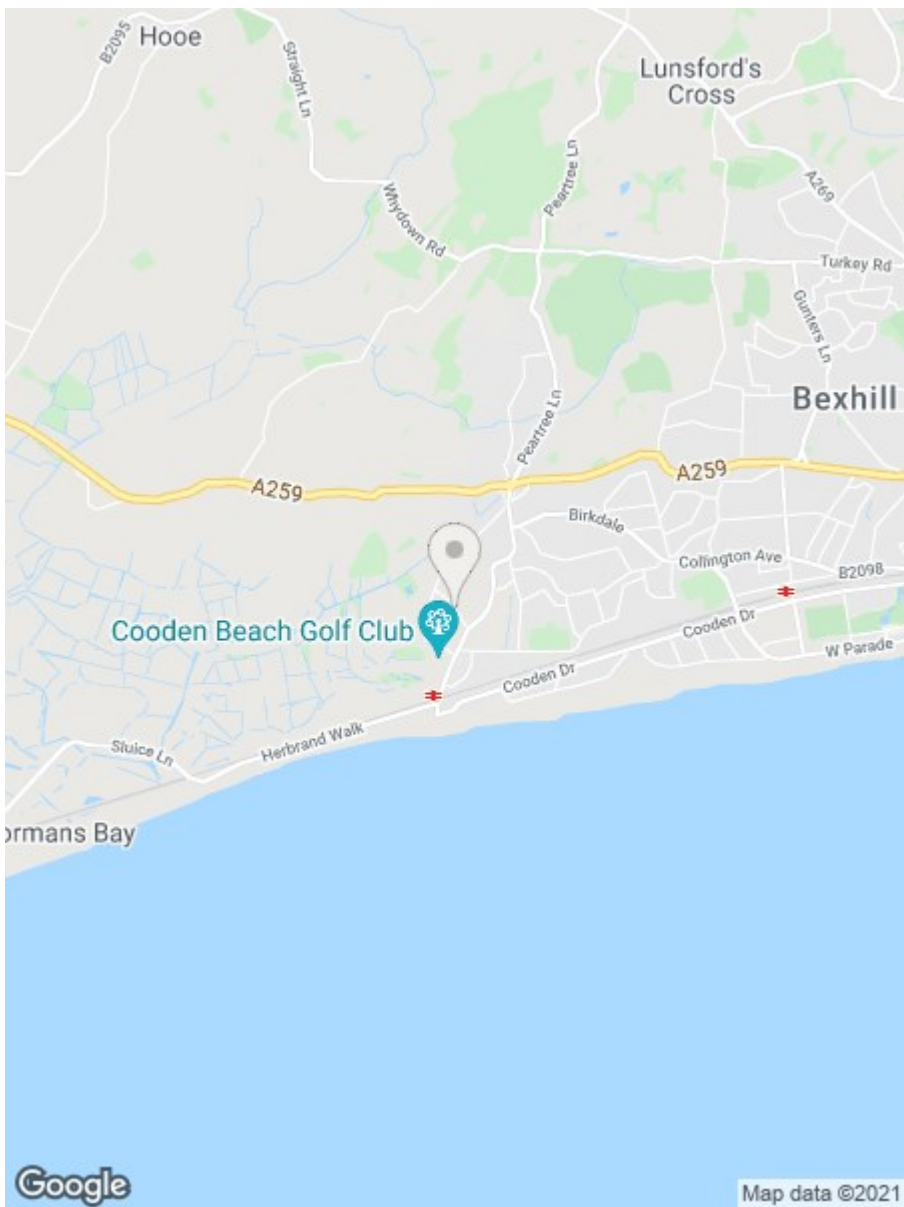 B2095
Hooe
Straight Ln
Lunsford's
Cross
Peartree Ln
A269
Whydown Rd
Turkey Rd
Gunters Ln
Bexhill
Peartree Ln
A259
A259
Birkdale
Collington Ave
B2098
Cooden Beach Golf Club
Cooden Dr
W Parade
Cooden Dr
Herbrand Walk
Sluice Ln
ormans Bay
Google
Map data ©2021